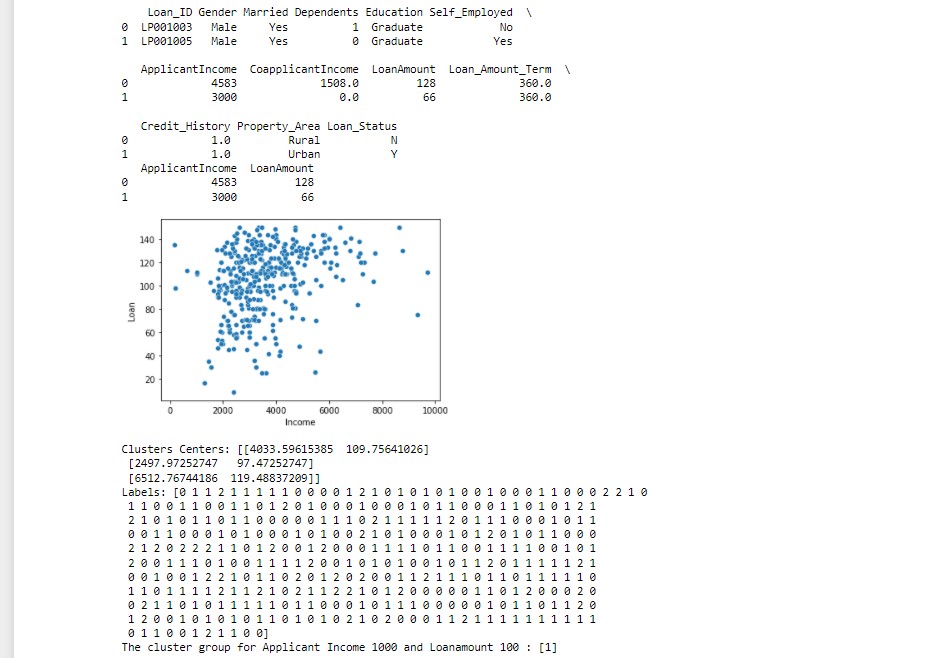 Loan_ID Gender Married Dependents Education Self_Employed \
0 LP001003 Male Yes 1 Graduate No
1 LP001005 Male Yes 0 Graduate Yes
ApplicantIncome CoapplicantIncome LoanAmount Loan_Amount_Term \
0 4583 1508.0 128 360.0
1 3000 0.0 66 360.0
Credit_History Property_Area Loan_Status
0 1.0 Rural N
1 1.0 Urban Y
ApplicantIncome LoanAmount
0 4583 128
1 3000 66
140
120
100
80
60
40
20
Loev
0 2000 4000 6000 8000 10000
Income
Clusters Centers: [[4033.59615385 109.75641026]
[2497.97252747 97.47252747]
[6512.76744186 119.48837209]]
Labels: [0 1 1 2 1 1 1 1 1 0 0 0 0 1 2 1 0 1 0 1 0 1 0 0 1 0 0 0 1 1 0 0 0 2 2 1 0
1 1 0 0 1 1 0 0 1 1 0 1 2 0 1 0 0 0 1 0 0 0 1 0 1 1 0 0 0 1 1 0 1 0 1 2 1
2 1 0 1 0 1 1 0 1 1 0 0 0 0 0 1 1 1 0 2 1 1 1 1 1 2 0 1 1 1 0 0 0 1 0 1 1
0 0 1 1 0 0 0 1 0 1 0 0 0 1 0 1 0 0 2 1 0 1 0 0 0 1 0 1 2 0 1 0 1 1 0 0 0
2 1 2 0 2 2 2 1 1 0 1 2 0 0 1 2 0 0 0 1 1 1 1 0 1 1 0 0 1 1 1 1 0 0 1 0 1
2 0 0 1 1 1 0 1 0 0 1 1 1 1 2 0 0 1 0 1 0 1 0 0 1 0 1 1 2 0 1 1 1 1 1 2 1
0 0 1 0 0 1 2 2 1 0 1 1 0 2 0 1 2 0 2 0 0 1 1 2 1 1 1 0 1 1 0 1 1 1 1 1 0
1 1 0 1 1 1 1 2 1 1 2 1 0 2 1 1 2 2 1 0 1 2 0 0 0 0 0 1 1 0 1 2 0 0 0 2 0
0 2 1 1 0 1 0 1 0 1 1 1 1 1 0 1 1 0 0 0 1 0 1 1 1 0 0 0 0 0 1 0 1 1 0 1 1 2 0
1 2 0 0 1 0 1 0 1 0 1 1 0 1 0 1 0 2 1 0 2 0 0 0 1 1 2 1 1 1 1 1 1 1 1 1 1
0 1 1 0 0 1 2 1 1 0 0]
The cluster group for Applicant Income 1000 and Loanamount 100 : [1]